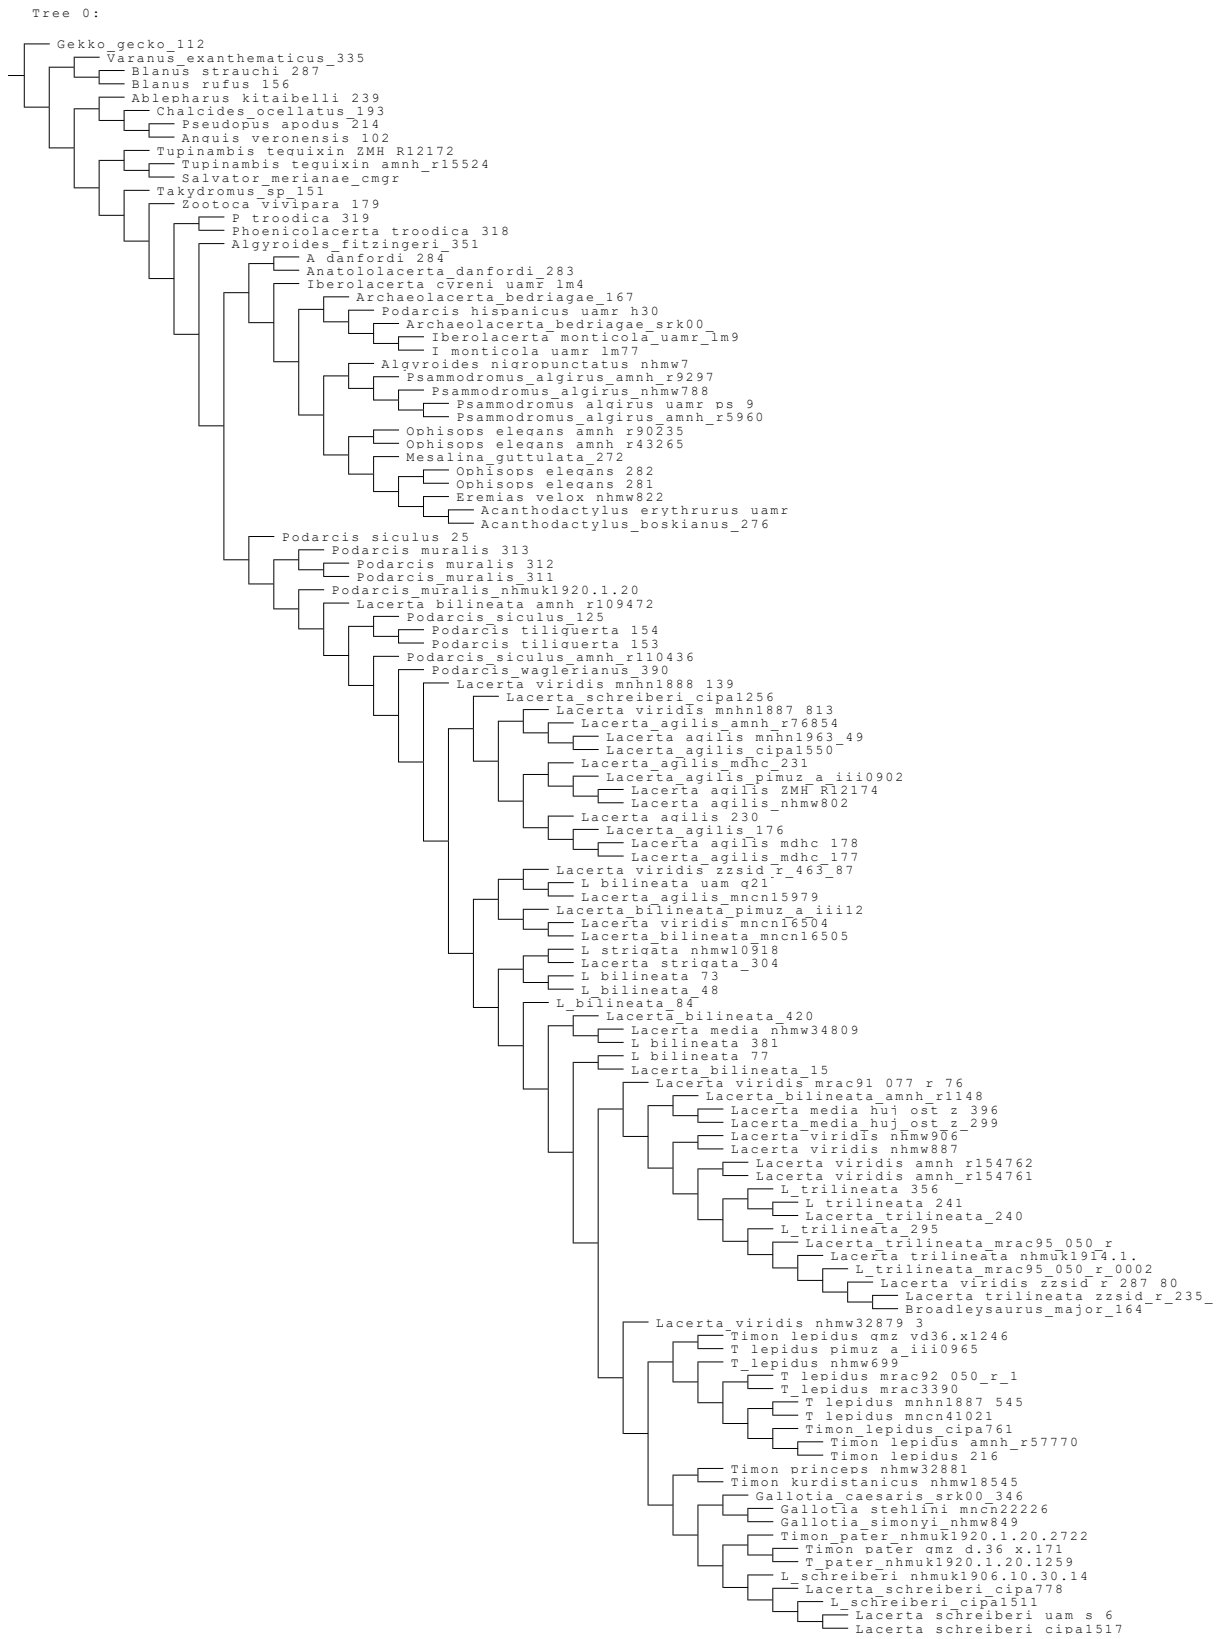 Tree 0:
Gekko_gecko_112
Varanus_exanthematicus_335
Blanus_strauchi_287
Blanus_rufus_156
Ablepharus_kitaibelli_239
Chalcides_ocellatus_193
Pseudopus_apodus_214
Anguis_veronensis_102
Tupinambis_teguixin_ZMH_R12172
Tupinambis_teguixin_amnh_r15524
Salvator_merianae_cmgr
Takydromus_sp_151
Zootoca_vivipara_179
P_troodica_319
Phoenicolacerta_troodica_318
Algyroides_fitzingeri_351
A_danfordi_284
Anatololacerta_danfordi_283
Iberolacerta_cyreni_uamr_lm4
Archaeolacerta_bedriagae_167
Podarcis_hispanicus_uamr_h30
Archaeolacerta_bedriagae_srk00_
Iberolacerta_monticola_uamr_lm9
I_monticola_uamr_lm77
Algyroides_nigropunctatus_nhmw7
Psammodromus_algirus_amnh_r9297
Psammodromus_algirus_nhmw788
Psammodromus_algirus_uamr_ps_9
Psammodromus_algirus_amnh_r5960
Ophisops_elegans_amnh_r90235
Ophisops_elegans_amnh_r43265
Mesalina_guttulata_272
Ophisops_elegans_282
Ophisops_elegans_281
Eremias_velox_nhmw822
Acanthodactylus_erythrurus_uamr
Acanthodactylus_boskianus_276
Podarcis_siculus_25
Podarcis_muralis_313
Podarcis_muralis_312
Podarcis_muralis_311
Podarcis_muralis_nhmuk1920.1.20
Lacerta_bilineata_amnh_r109472
Podarcis_siculus_125
Podarcis_tiliguerta_154
Podarcis_tiliguerta_153
Podarcis_siculus_amnh_r110436
Podarcis_waglerianus_390
Lacerta_viridis_mnhn1888_139
Lacerta_schreiberi_cipa1256
Lacerta_viridis_mnhn1887_813
Lacerta_agilis_amnh_r76854
Lacerta_agilis_mnhn1963_49
Lacerta_agilis_cipa1550
Lacerta_agilis_mdhc_231
Lacerta_agilis_pimuz_a_iii0902
Lacerta_agilis_ZMH_R12174
Lacerta_agilis_nhmw802
Lacerta_agilis_230
Lacerta_agilis_176
Lacerta_agilis_mdhc_178
Lacerta_agilis_mdhc_177
Lacerta_viridis_zzsid_r_463_87
L_bilineata_uam_g21
Lacerta_agilis_mncn15979
Lacerta_bilineata_pimuz_a_iii12
Lacerta_viridis_mncn16504
Lacerta_bilineata_mncn16505
L_strigata_nhmw10918
Lacerta_strigata_304
L_bilineata_73
L_bilineata_48
L_bilineata_84
Lacerta_bilineata_420
Lacerta_media_nhmw34809
L_bilineata_381
L_bilineata_77
Lacerta_bilineata_15
Lacerta_viridis_mrac91_077_r_76
Lacerta_bilineata_amnh_r1148
Lacerta_media_huj_ost_z_396
Lacerta_media_huj_ost_z_299
Lacerta_viridis_nhmw906
Lacerta_viridis_nhmw887
Lacerta_viridis_amnh_r154762
Lacerta_viridis_amnh_r154761
L_trilineata_356
L_trilineata_241
Lacerta_trilineata_240
L_trilineata_295
Lacerta_trilineata_mrac95_050_r
Lacerta_trilineata_nhmuk1914.1.
L_trilineata_mrac95_050_r_0002
Lacerta_viridis_zzsid_r_287_80
Lacerta_trilineata_zzsid_r_235_
Broadleysaurus_major_164
Lacerta_viridis_nhmw32879_3
Timon_lepidus_gmz_vd36.x1246
T_lepidus_pimuz_a_iii0965
T_lepidus_nhmw699
T_lepidus_mrac92_050_r_1
T_lepidus_mrac3390
T_lepidus_mnhn1887_545
T_lepidus_mncn41021
Timon_lepidus_cipa761
Timon_lepidus_amnh_r57770
Timon_lepidus_216
Timon_princeps_nhmw32881
Timon_kurdistanicus_nhmw18545
Gallotia_caesaris_srk00_346
Gallotia_stehlini_mncn22226
Gallotia_simonyi_nhmw849
Timon_pater_nhmuk1920.1.20.2722
Timon_pater_gmz_d.36_x.171
T_pater_nhmuk1920.1.20.1259
L_schreiberi_nhmuk1906.10.30.14
Lacerta_schreiberi_cipa778
L_schreiberi_cipa1511
Lacerta_schreiberi_uam_s_6
Lacerta_schreiberi_cipa1517